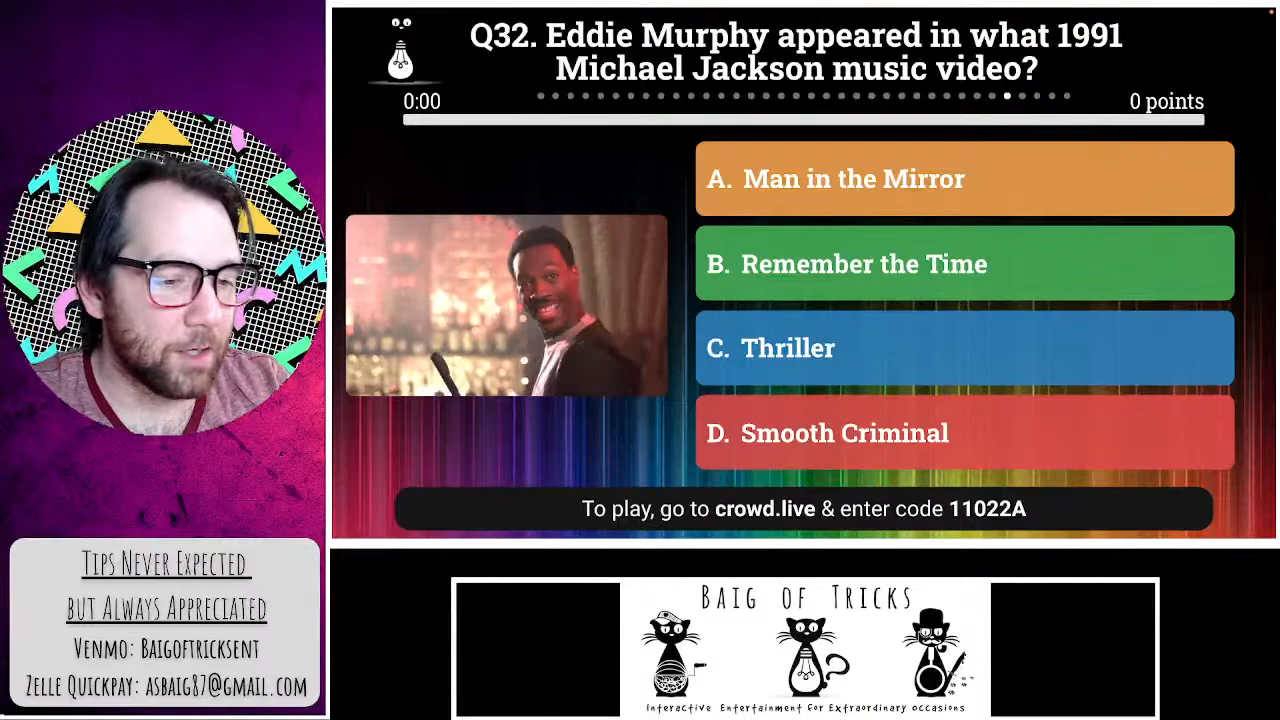 Q32. Eddie Murphy appeared in what 1991
Michael Jackson music video?
0:00
0 points
A. Man in the Mirror
B. Remember the Time
C. Thriller
D. Smooth Criminal
To play, go to crowd.live & enter code 11022A
Tips Never Expected
but Always Appreciated
Venmo: Baigoftricksent
Zelle Quickpay: asbaig87@gmail.com
Baig of Tricks
Interactive Entertainment for Extraordinary Occasions